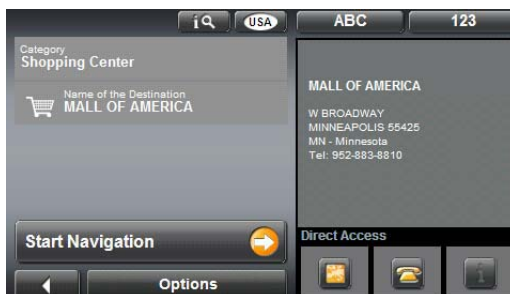 i
USA
ABC
123
Category
Shopping Center
Name of the Destination
MALL OF AMERICA
MALL OF AMERICA
W BROADWAY
MINNEAPOLIS 55425
MN - Minnesota
Tel: 952-883-8810
Start Navigation
Direct Access
Options
i